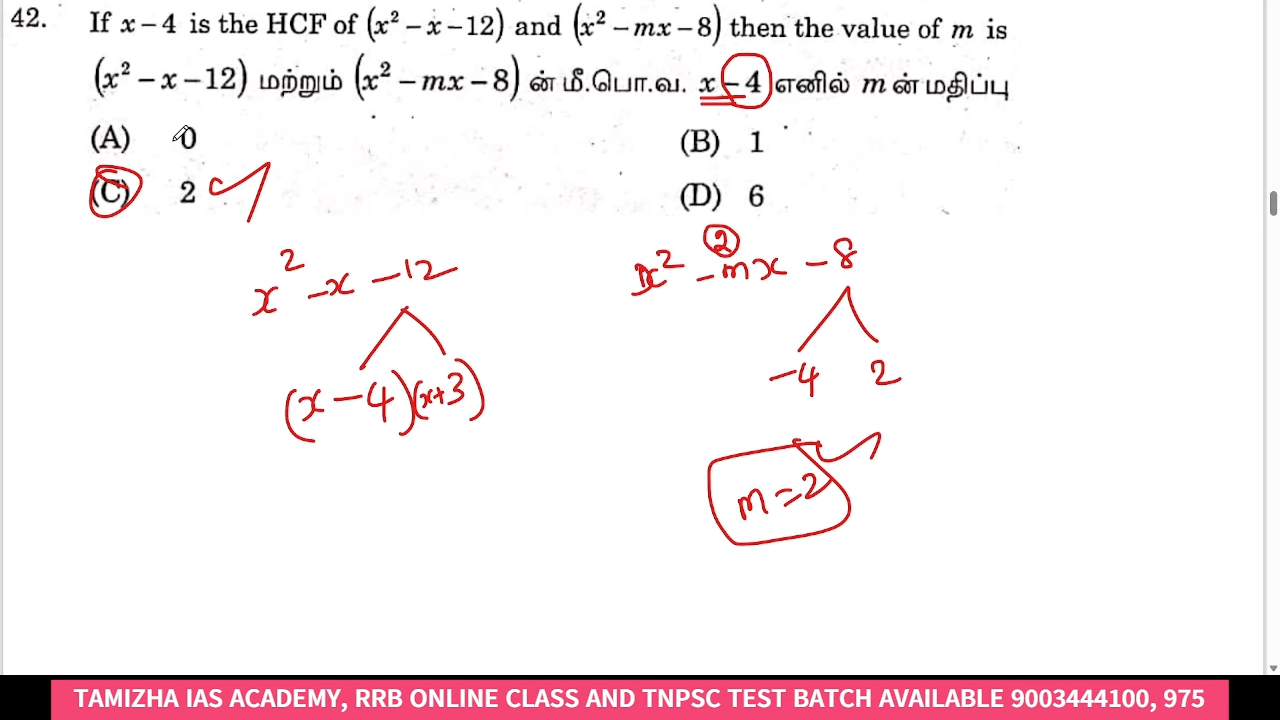 42. If x – 4 is the HCF of (x² – x – 12) and (x² – mx – 8) then the value of m is
(x² – x – 12) மற்றும் (x² – mx – 8) ன் மீ.பொ.வ. x – 4 எனில் m ன் மதிப்பு
(A) 0 (B) 1
(C) 2 (D) 6
x² – x – 12
(x – 4)(x+3)
2
x² – mx – 8
–4 2
m = 2
TAMIZHA IAS ACADEMY, RRB ONLINE CLASS AND TNPSC TEST BATCH AVAILABLE 9003444100, 975